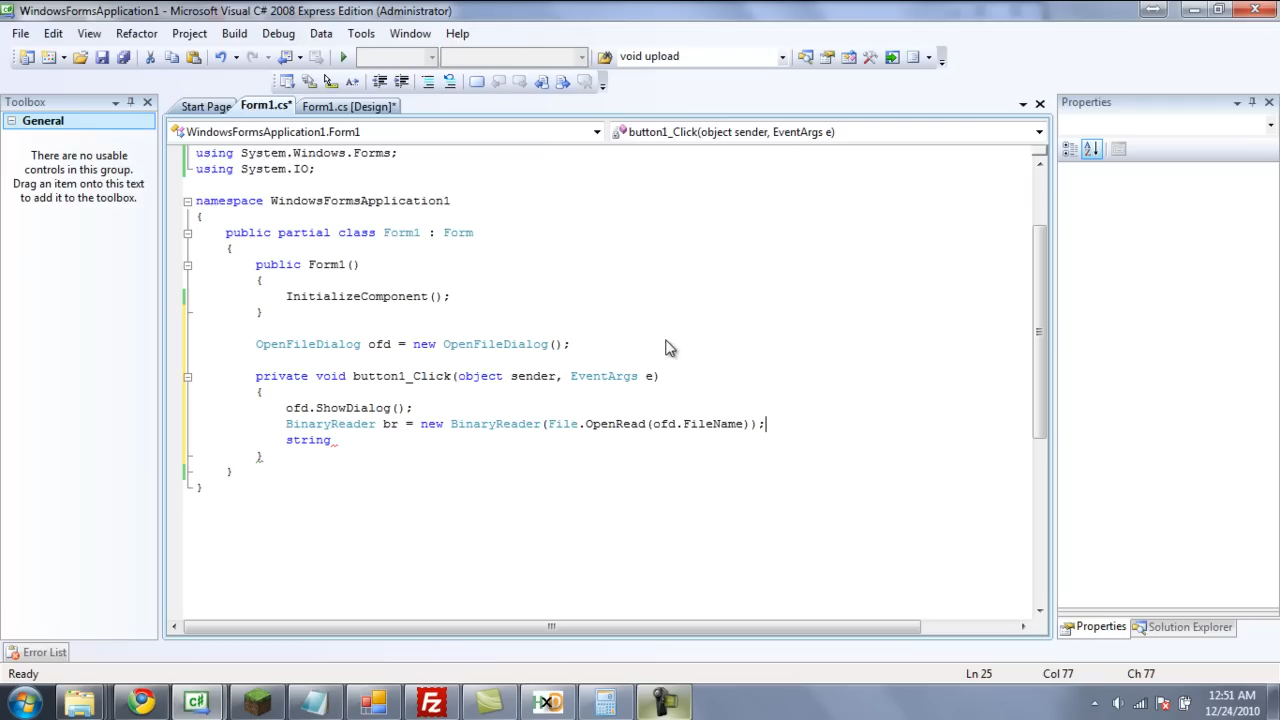 WindowsFormsApplication1 - Microsoft Visual C# 2008 Express Edition (Administrator)
File Edit View Refactor Project Build Debug Data Tools Window Help
void upload
Toolbox
Start Page Form1.cs* Form1.cs [Design]*
Properties
General
WindowsFormsApplication1.Form1
button1_Click(object sender, EventArgs e)
There are no usable
controls in this group.
Drag an item onto this text
to add it to the toolbox.
using System.Windows.Forms;
using System.IO;
namespace WindowsFormsApplication1
{
public partial class Form1 : Form
{
public Form1()
{
InitializeComponent();
}
OpenFileDialog ofd = new OpenFileDialog();
private void button1_Click(object sender, EventArgs e)
{
ofd.ShowDialog();
BinaryReader br = new BinaryReader(File.OpenRead(ofd.FileName));
string
}
}
}
Properties Solution Explorer
Error List
Ready
Ln 25 Col 77 Ch 77
12:51 AM
12/24/2010